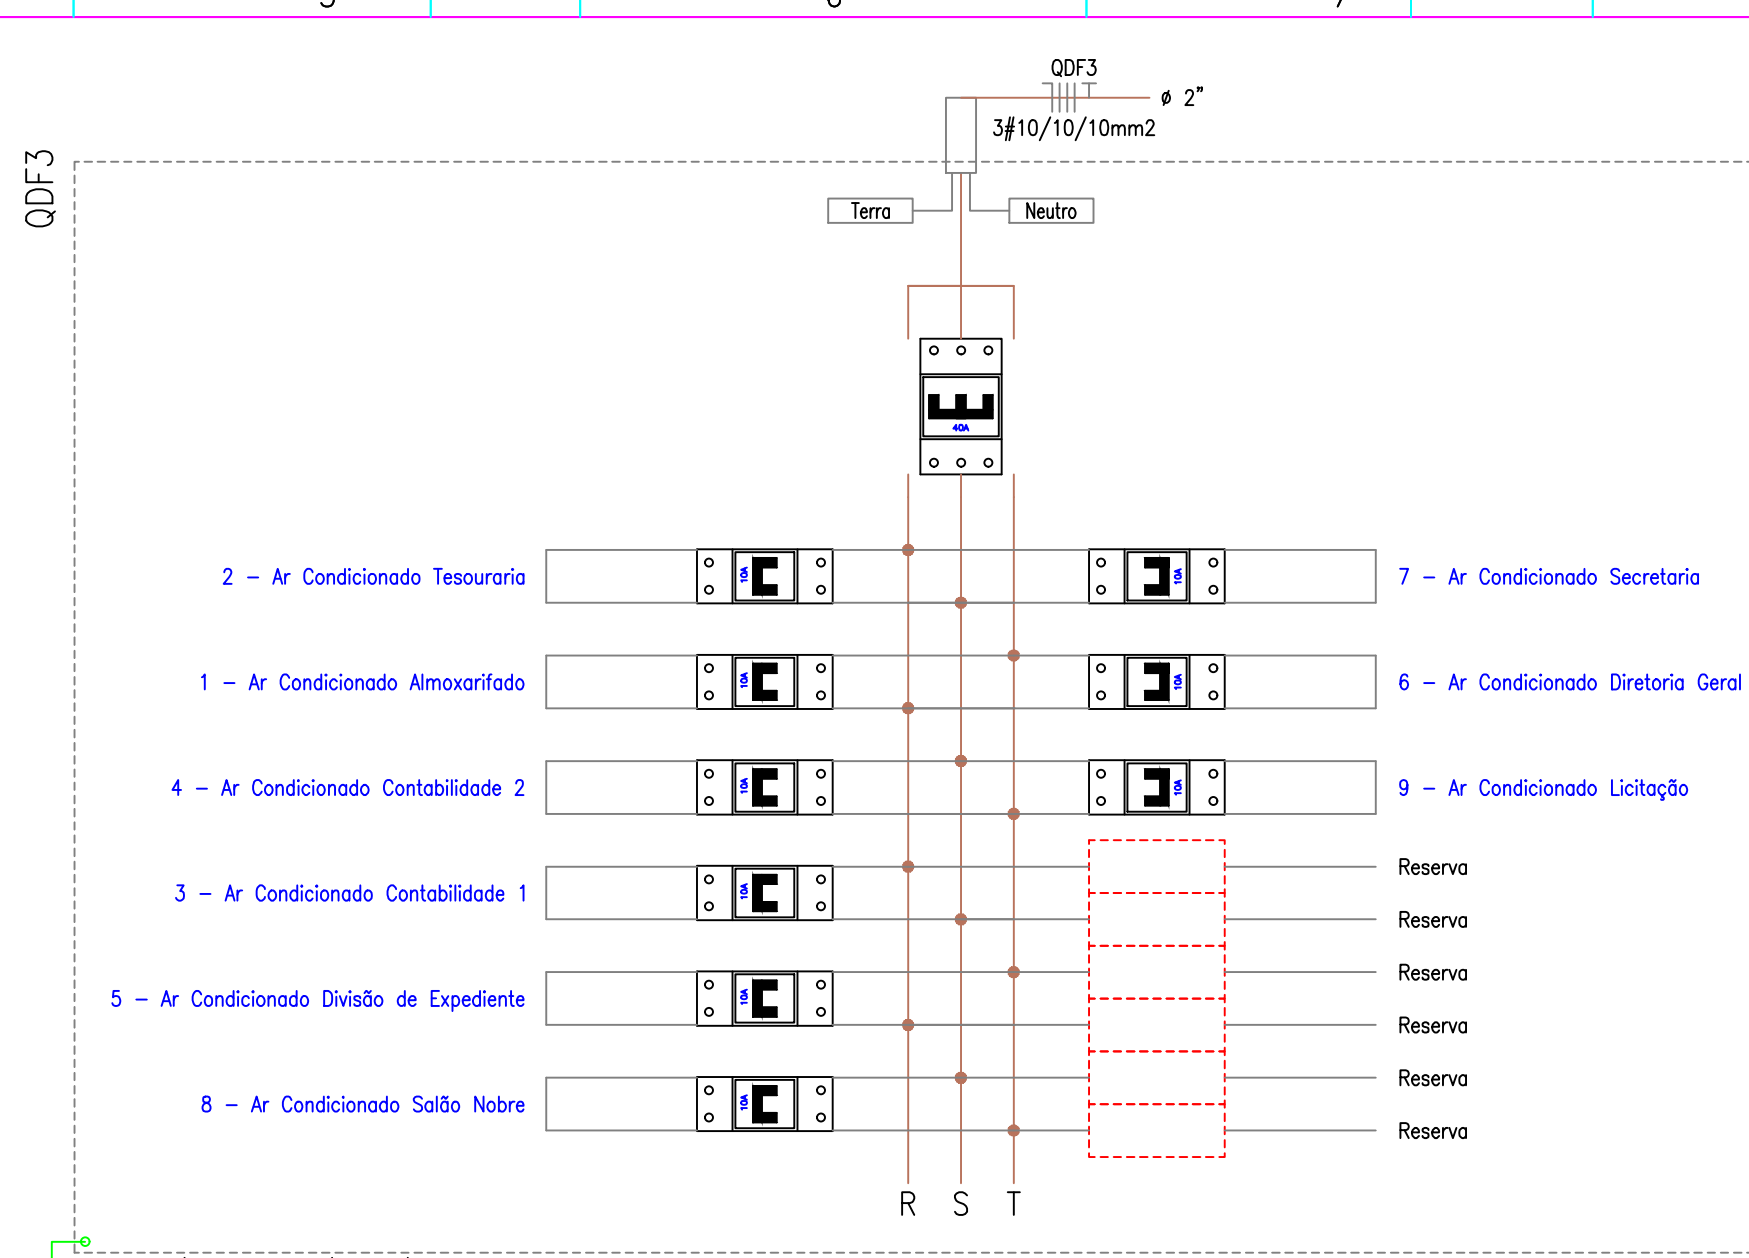 QDF3
ø 2"
3#10/10/10mm2
QDF3
Terra
Neutro
40A
2 - Ar Condicionado Tesouraria
10A
10A
7 - Ar Condicionado Secretaria
1 - Ar Condicionado Almoxarifado
10A
10A
6 - Ar Condicionado Diretoria Geral
4 - Ar Condicionado Contabilidade 2
10A
10A
9 - Ar Condicionado Licitação
Reserva
3 - Ar Condicionado Contabilidade 1
10A
Reserva
Reserva
5 - Ar Condicionado Divisão de Expediente
10A
Reserva
Reserva
8 - Ar Condicionado Salão Nobre
10A
Reserva
R S T